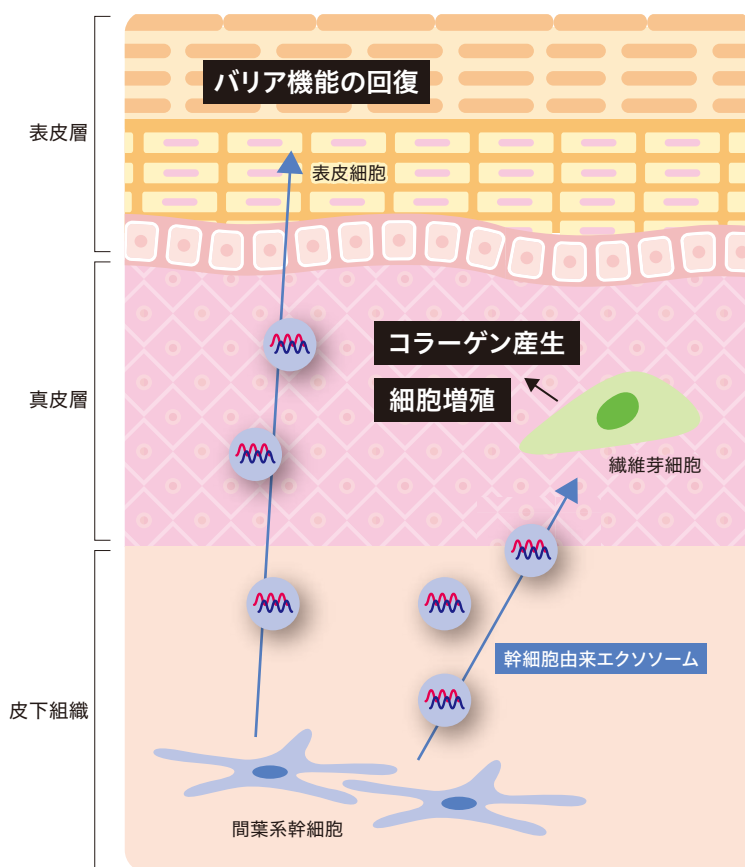 バリア機能の回復
表皮層
表皮細胞
コラーゲン産生
細胞増殖
真皮層
繊維芽細胞
幹細胞由来エクソソーム
皮下組織
間葉系幹細胞